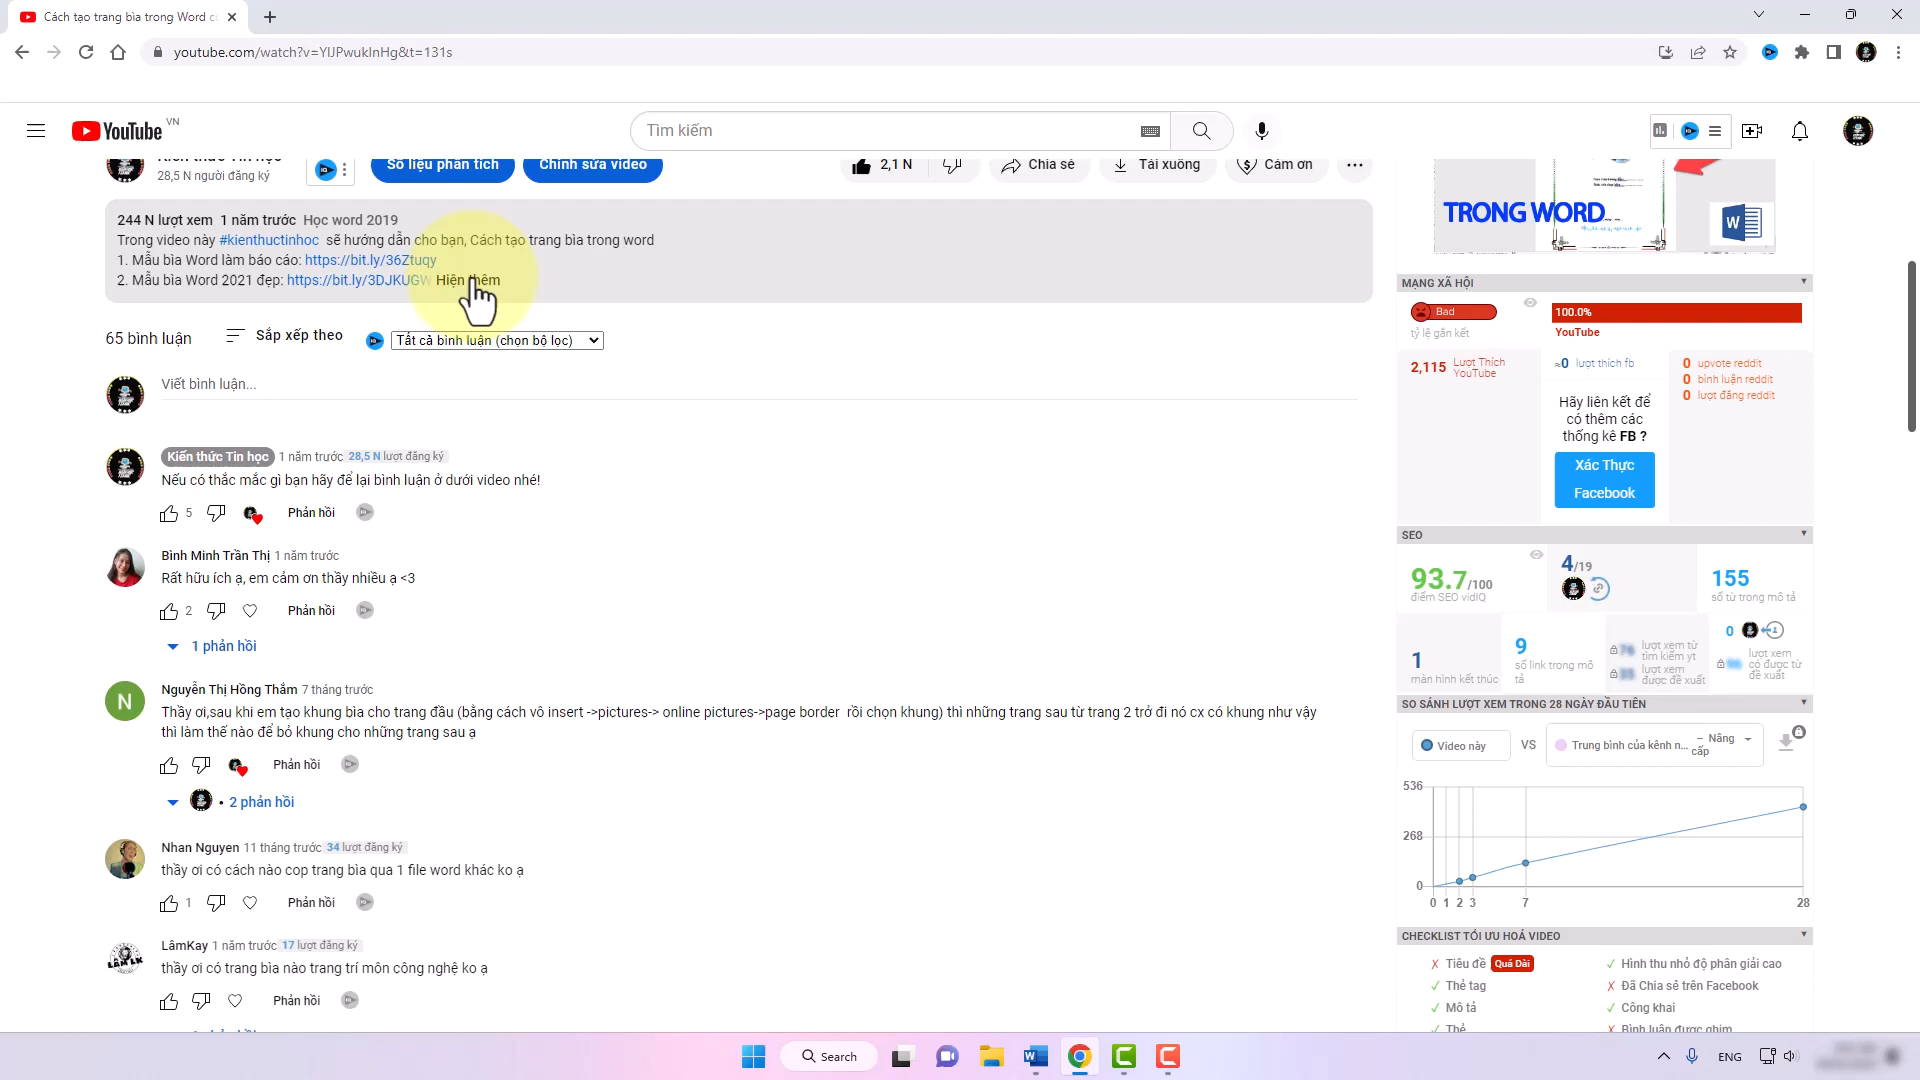 Cách tạo trang bìa trong Word c
youtube.com/watch?v=YlJPwukInHg&t=131s
YouTube VN
Tìm kiếm
Kiến thức Tin học
28,5 N người đăng ký
Số liệu phân tích
Chỉnh sửa video
2,1 N
Chia sẻ
Tải xuống
Cảm ơn
244 N lượt xem 1 năm trước Học word 2019
Trong video này #kienthuctinhoc sẽ hướng dẫn cho bạn, Cách tạo trang bìa trong word
1. Mẫu bìa Word làm báo cáo: https://bit.ly/36Ztuqy
2. Mẫu bìa Word 2021 đẹp: https://bit.ly/3DJKUGW Hiện thêm
65 bình luận
Sắp xếp theo
Tất cả bình luận (chọn bộ lọc)
Viết bình luận...
Kiến thức Tin học 1 năm trước 28,5 N lượt đăng ký
Nếu có thắc mắc gì bạn hãy để lại bình luận ở dưới video nhé!
5 Phản hồi
Bình Minh Trần Thị 1 năm trước
Rất hữu ích ạ, em cảm ơn thầy nhiều ạ <3
2 Phản hồi
1 phản hồi
N
Nguyễn Thị Hồng Thắm 7 tháng trước
Thầy ơi,sau khi em tạo khung bìa cho trang đầu (bằng cách vô insert ->pictures-> online pictures->page border rồi chọn khung) thì những trang sau từ trang 2 trở đi nó cx có khung như vậy
thì làm thế nào để bỏ khung cho những trang sau ạ
Phản hồi
• 2 phản hồi
Nhan Nguyen 11 tháng trước 34 lượt đăng ký
thầy ơi có cách nào cop trang bìa qua 1 file word khác ko ạ
1 Phản hồi
LâmKay 1 năm trước 17 lượt đăng ký
thầy ơi có trang bìa nào trang trí môn công nghệ ko ạ
Phản hồi
TRONG WORD
W
MẠNG XÃ HỘI
Bad
tỷ lệ gắn kết
100.0%
YouTube
2,115 Lượt Thích
YouTube
≈0 lượt thích fb
0 upvote reddit
0 bình luận reddit
0 lượt đăng reddit
Hãy liên kết để
có thêm các
thống kê FB ?
Xác Thực
Facebook
SEO
93.7/100
điểm SEO vidIQ
4/19
155
số từ trong mô tả
1
màn hình kết thúc
9
số link trong mô
tả
lượt xem từ
tìm kiếm yt
lượt xem
được đề xuất
0
lượt xem
có được từ
đề xuất
SO SÁNH LƯỢT XEM TRONG 28 NGÀY ĐẦU TIÊN
Video này
VS
Trung bình của kênh n...
– Nâng
cấp
536
268
0
0 1 2 3 7 28
CHECKLIST TỐI ƯU HOÁ VIDEO
✗ Tiêu đề Quá Dài
✓ Hình thu nhỏ độ phân giải cao
✓ Thẻ tag
✗ Đã Chia sẻ trên Facebook
✓ Mô tả
✓ Công khai
✓ Thẻ
✗ Bình luận được ghim
Search
ENG